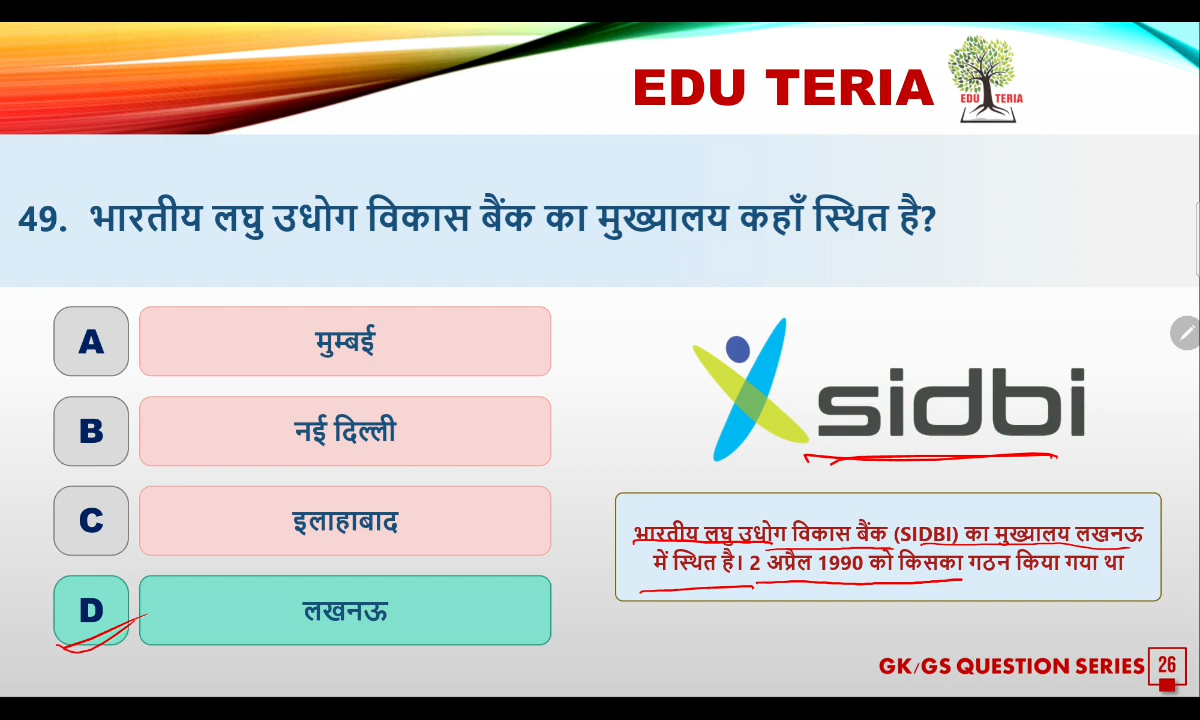 EDU TERIA
EDU TERIA
49. भारतीय लघु उधोग विकास बैंक का मुख्यालय कहाँ स्थित है?
A मुम्बई
B नई दिल्ली
C इलाहाबाद
D लखनऊ
sidbi
भारतीय लघु उधोग विकास बैंक (SIDBI) का मुख्यालय लखनऊ
में स्थित है। 2 अप्रैल 1990 को किसका गठन किया गया था
GK/GS QUESTION SERIES 26